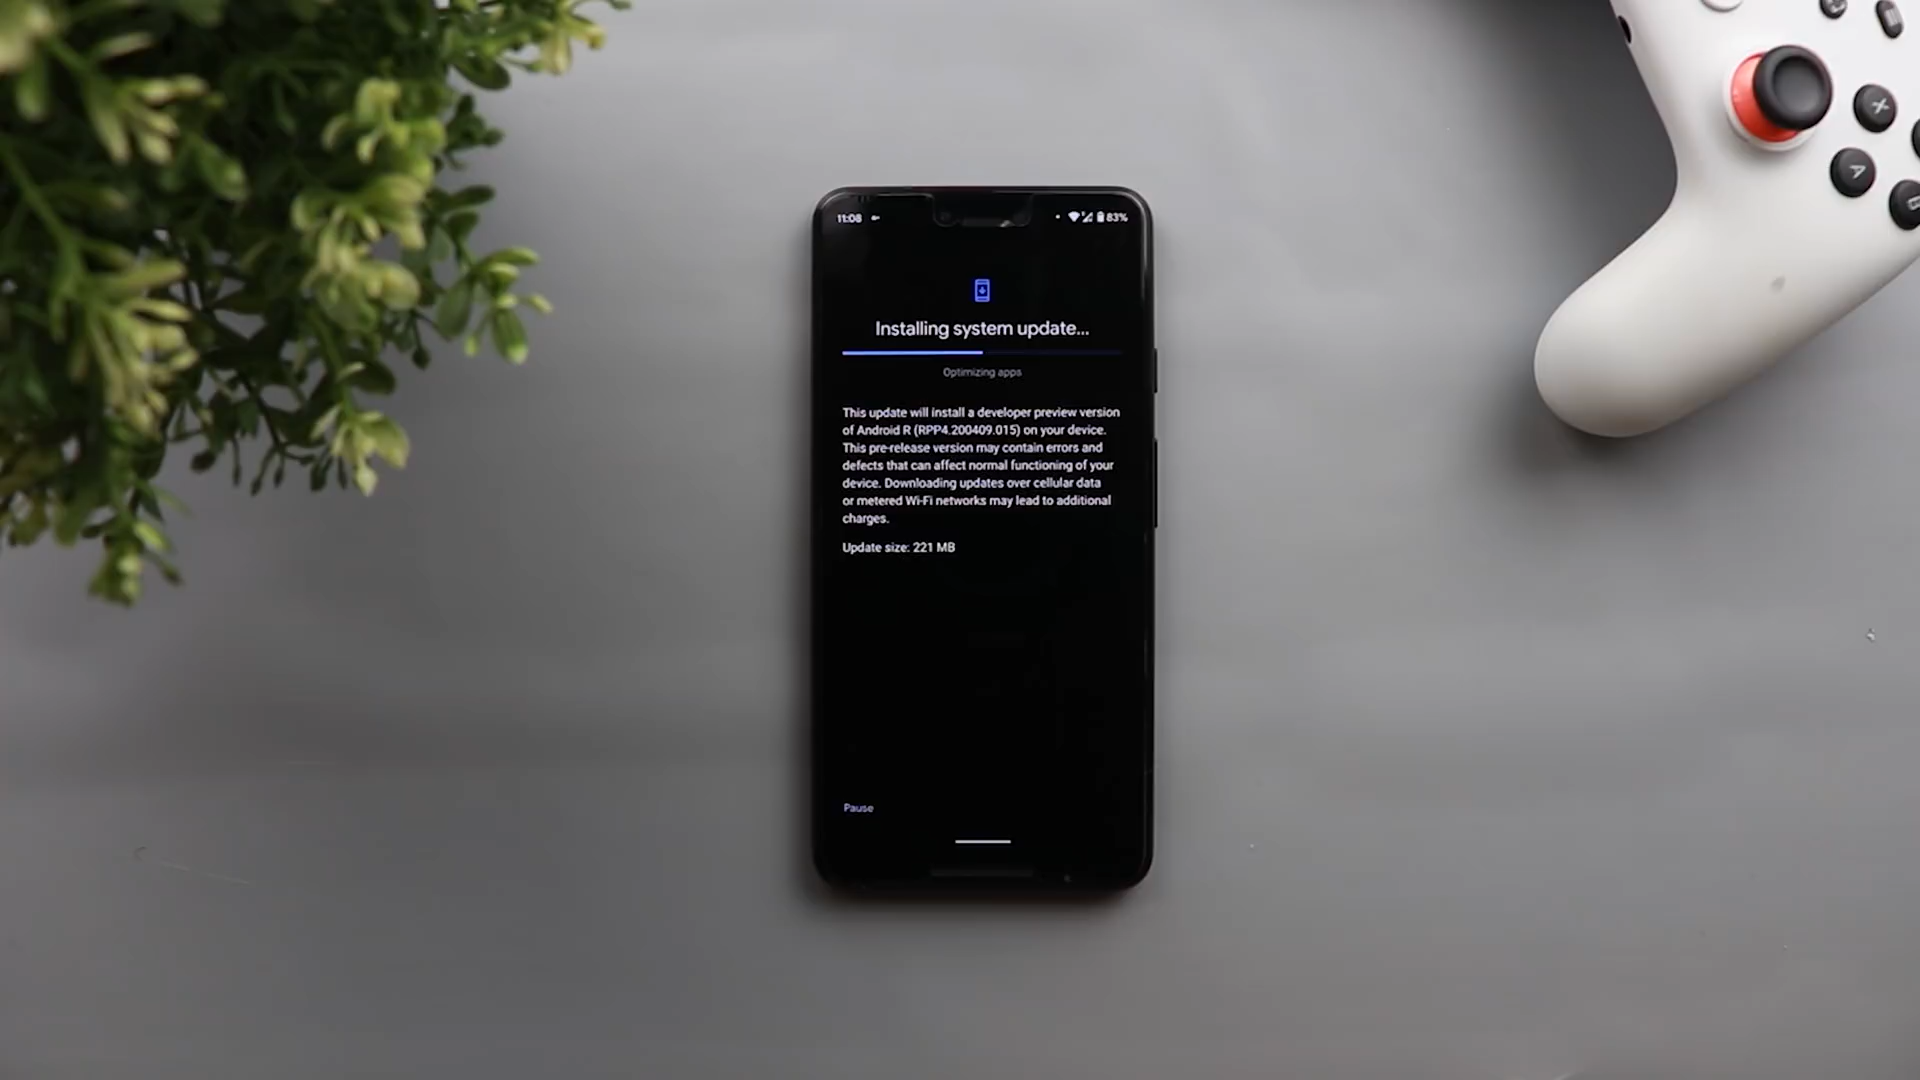 11:08 83%
Installing system update...
Optimizing apps
This update will install a developer preview version
of Android R (RPP4.200409.015) on your device.
This pre-release version may contain errors and
defects that can affect normal functioning of your
device. Downloading updates over cellular data
or metered Wi-Fi networks may lead to additional
charges.
Update size: 221 MB
Pause
X
A